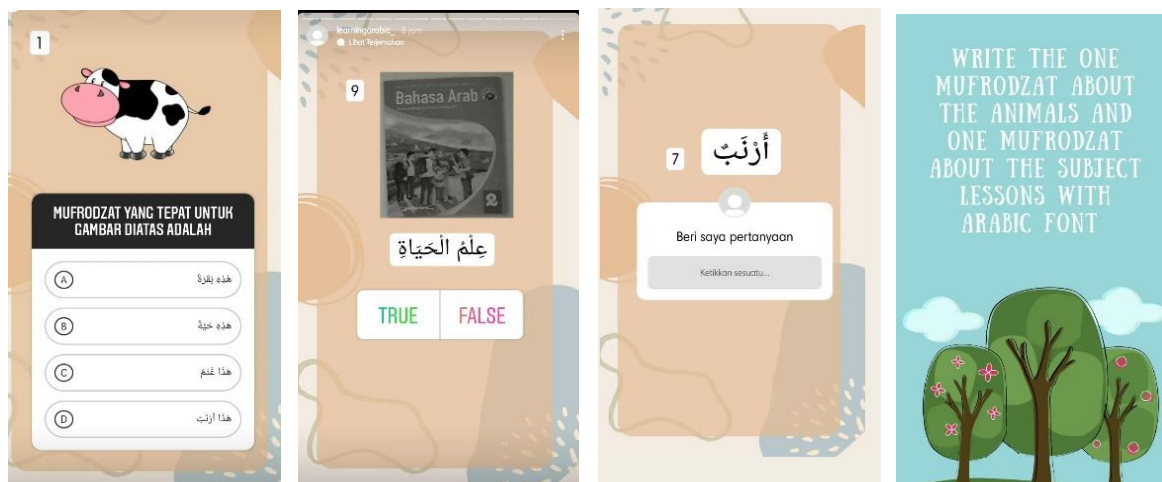 1
MUFRODZAT YANG TEPAT UNTUK
GAMBAR DIATAS ADALAH
A هَذِهِ بَقَرَةٌ
B هَذِهِ حَيَّةٌ
C هَذَا غَنَمٌ
D هَذَا أَرْنَبٌ
learningarabic_ 8 jam
Lihat Terjemahan
9
Bahasa Arab
2
عِلْمُ الْحَيَاةِ
TRUE FALSE
7
أَرْنَبٌ
Beri saya pertanyaan
Ketikkan sesuatu...
WRITE THE ONE
MUFRODZAT ABOUT
THE ANIMALS AND
ONE MUFRODZAT
ABOUT THE SUBJECT
LESSONS WITH
ARABIC FONT